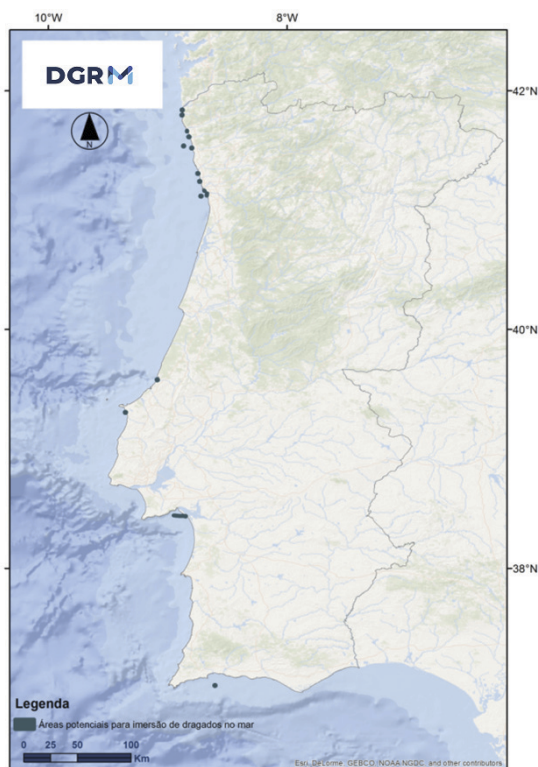 10°W 8°W
DGRM
42°N
N
40°N
38°N
Legenda
Áreas potenciais para imersão de dragados no mar
0 25 50 100
Km
Esri, DeLorme, GEBCO, NOAA NGDC, and other contributors